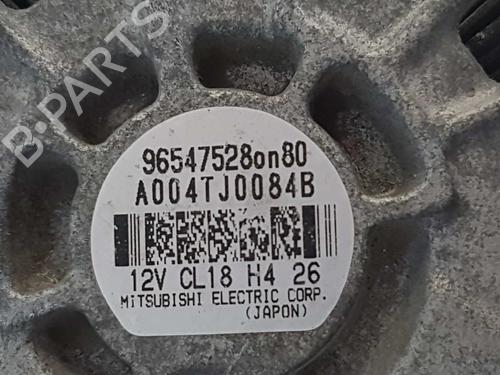 B-PARTS
96547528on80
A004TJ0084B
12V CL18 H4 26
MITSUBISHI ELECTRIC CORP.
(JAPON)